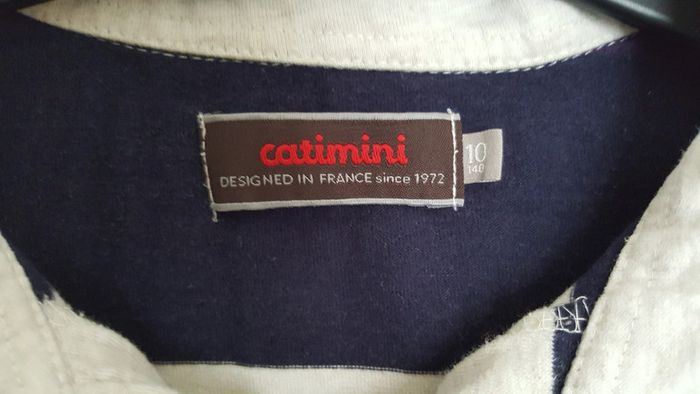 catimini
DESIGNED IN FRANCE since 1972
10
140